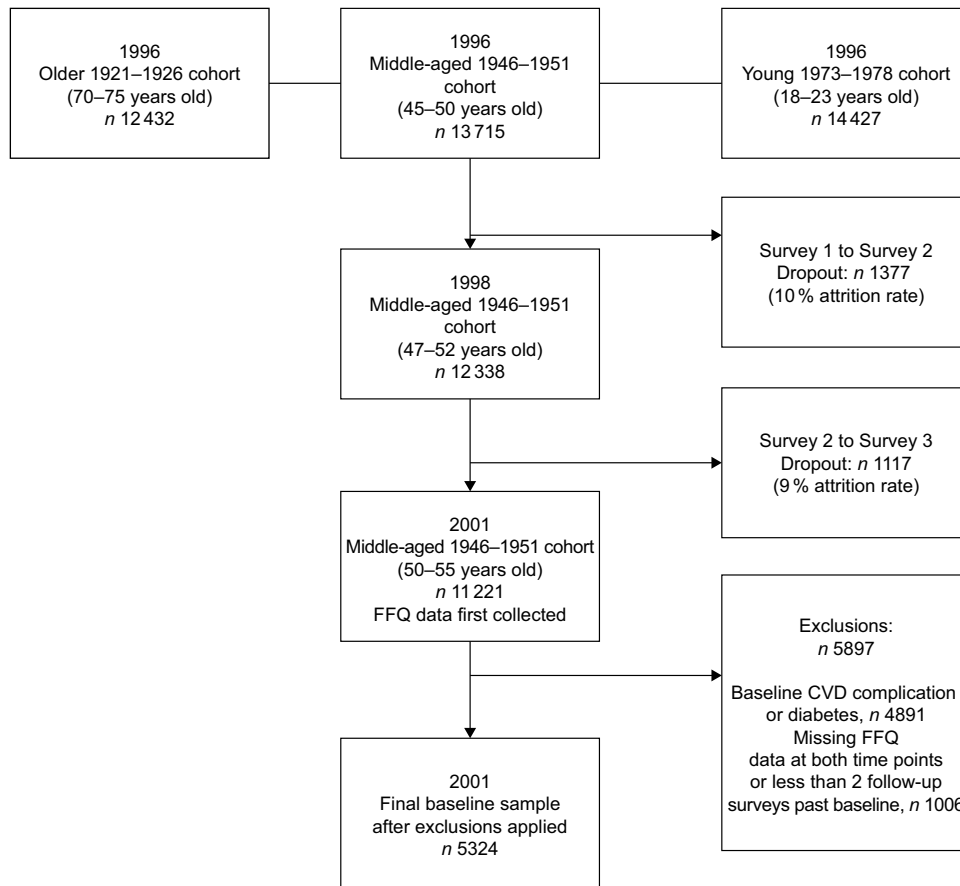 1996
Older 1921–1926 cohort
(70–75 years old)
n 12 432
1996
Middle-aged 1946–1951
cohort
(45–50 years old)
n 13 715
1996
Young 1973–1978 cohort
(18–23 years old)
n 14 427
Survey 1 to Survey 2
Dropout: n 1377
(10 % attrition rate)
1998
Middle-aged 1946–1951
cohort
(47–52 years old)
n 12 338
Survey 2 to Survey 3
Dropout: n 1117
(9 % attrition rate)
2001
Middle-aged 1946–1951 cohort
(50–55 years old)
n 11 221
FFQ data first collected
Exclusions:
n 5897
Baseline CVD complication
or diabetes, n 4891
Missing FFQ
data at both time points
or less than 2 follow-up
surveys past baseline, n 1006
2001
Final baseline sample
after exclusions applied
n 5324